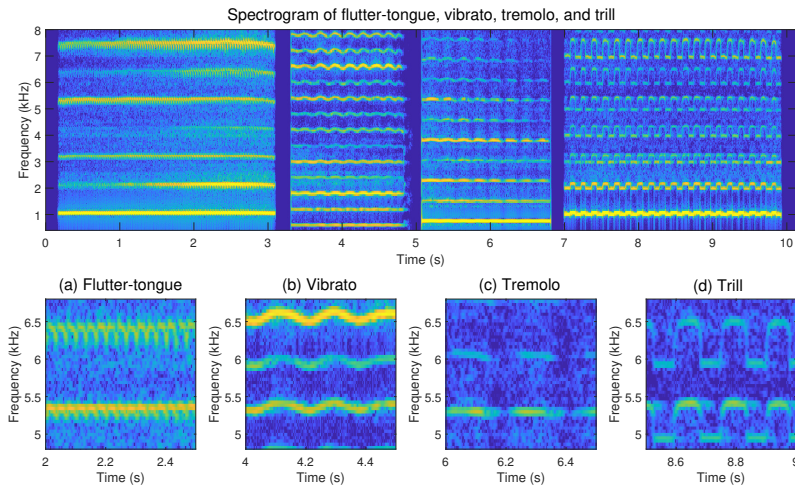 Spectrogram of flutter-tongue, vibrato, tremolo, and trill
Frequency (kHz)
8
7
6
5
4
3
2
1
0 1 2 3 4 5 6 7 8 9 10
Time (s)
(a) Flutter-tongue
Frequency (kHz)
6.5
6
5.5
5
2 2.2 2.4
Time (s)
(b) Vibrato
Frequency (kHz)
6.5
6
5.5
5
4 4.2 4.4
Time (s)
(c) Tremolo
Frequency (kHz)
6.5
6
5.5
5
6 6.2 6.4
Time (s)
(d) Trill
Frequency (kHz)
6.5
6
5.5
5
8.6 8.8 9
Time (s)